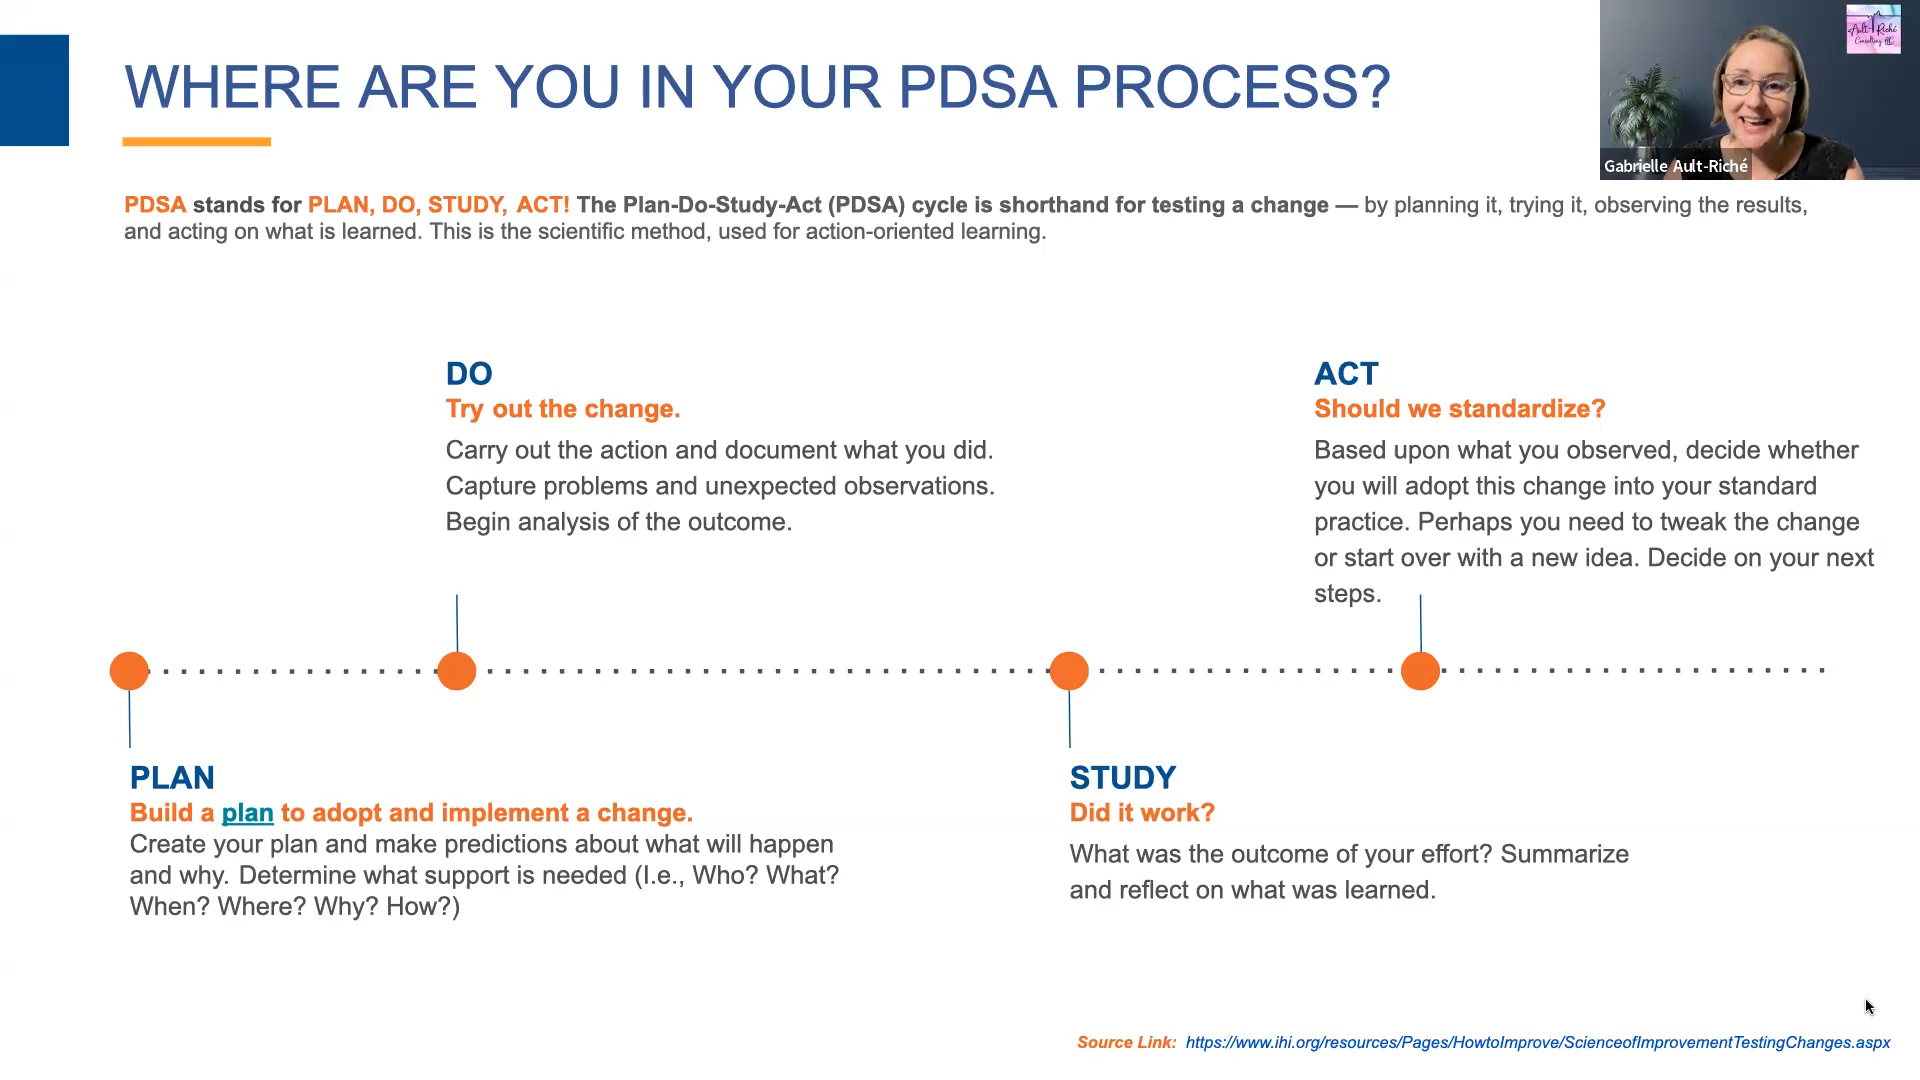 WHERE ARE YOU IN YOUR PDSA PROCESS?
Ault-Riché
Consulting LLC
Gabrielle Ault-Riché
PDSA stands for PLAN, DO, STUDY, ACT! The Plan-Do-Study-Act (PDSA) cycle is shorthand for testing a change — by planning it, trying it, observing the results,
and acting on what is learned. This is the scientific method, used for action-oriented learning.
DO
Try out the change.
Carry out the action and document what you did.
Capture problems and unexpected observations.
Begin analysis of the outcome.
ACT
Should we standardize?
Based upon what you observed, decide whether
you will adopt this change into your standard
practice. Perhaps you need to tweak the change
or start over with a new idea. Decide on your next
steps.
PLAN
Build a plan to adopt and implement a change.
Create your plan and make predictions about what will happen
and why. Determine what support is needed (I.e., Who? What?
When? Where? Why? How?)
STUDY
Did it work?
What was the outcome of your effort? Summarize
and reflect on what was learned.
Source Link: https://www.ihi.org/resources/Pages/HowtoImprove/ScienceofImprovementTestingChanges.aspx